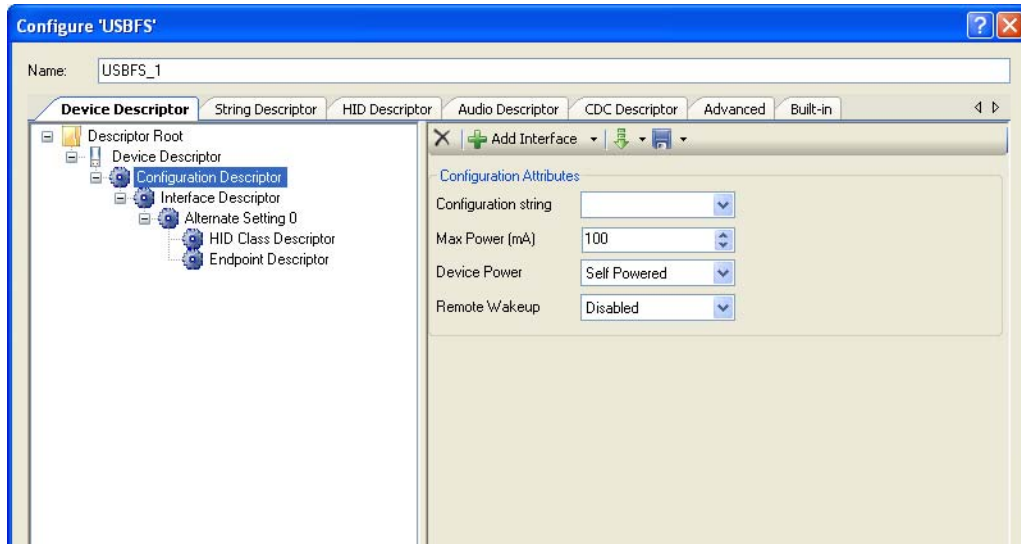 Configure 'USBFS'
Name: USBFS_1
Device Descriptor String Descriptor HID Descriptor Audio Descriptor CDC Descriptor Advanced Built-in
Descriptor Root
Device Descriptor
Configuration Descriptor
Interface Descriptor
Alternate Setting 0
HID Class Descriptor
Endpoint Descriptor
Add Interface
Configuration Attributes
Configuration string
Max Power (mA) 100
Device Power Self Powered
Remote Wakeup Disabled